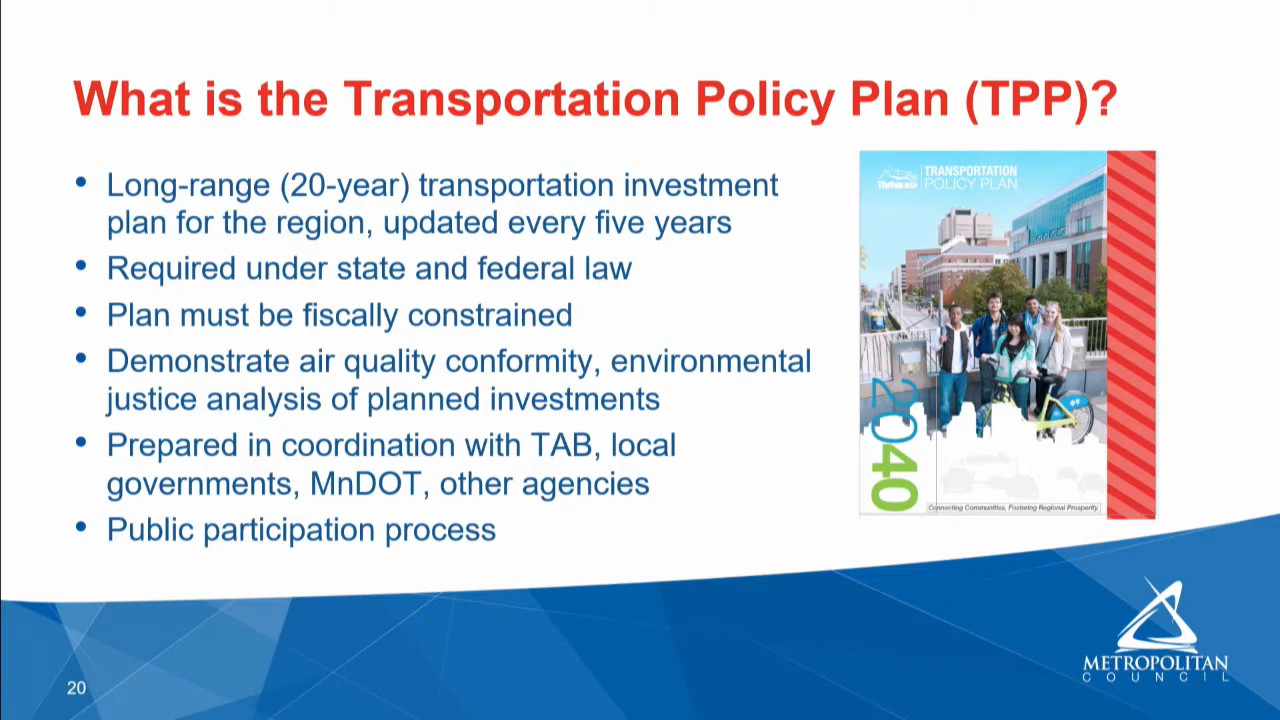 What is the Transportation Policy Plan (TPP)?
• Long-range (20-year) transportation investment
plan for the region, updated every five years
• Required under state and federal law
• Plan must be fiscally constrained
• Demonstrate air quality conformity, environmental
justice analysis of planned investments
• Prepared in coordination with TAB, local
governments, MnDOT, other agencies
• Public participation process
Thrive MSP
TRANSPORTATION
POLICY PLAN
2040
Connecting Communities, Fostering Regional Prosperity
20
METROPOLITAN
COUNCIL